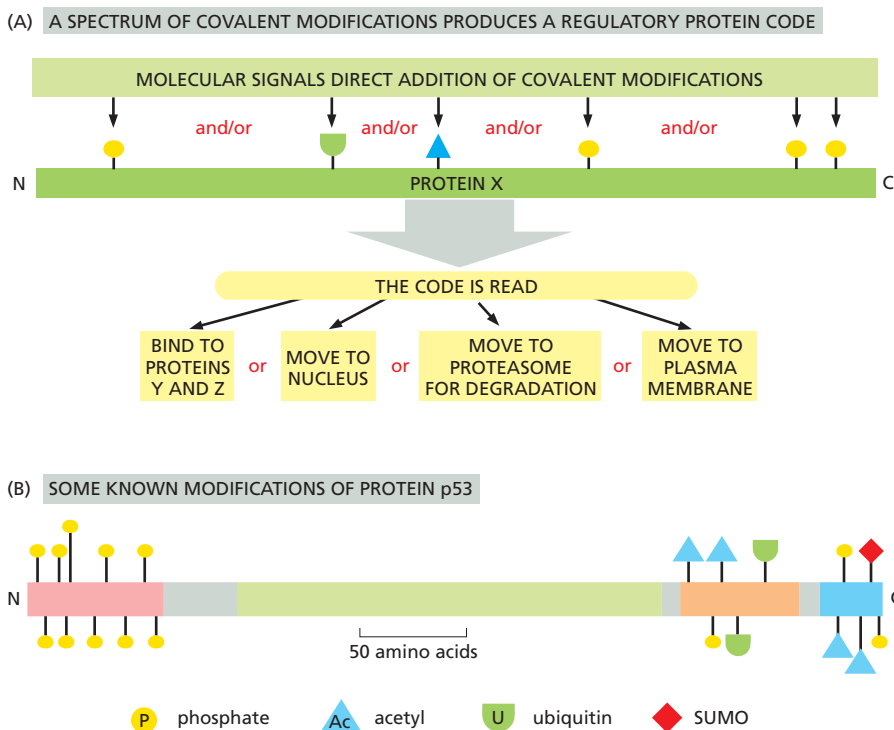 (A) A SPECTRUM OF COVALENT MODIFICATIONS PRODUCES A REGULATORY PROTEIN CODE
MOLECULAR SIGNALS DIRECT ADDITION OF COVALENT MODIFICATIONS
and/or and/or and/or and/or
N PROTEIN X C
THE CODE IS READ
BIND TO
PROTEINS
Y AND Z
or
MOVE TO
NUCLEUS
or
MOVE TO
PROTEASOME
FOR DEGRADATION
or
MOVE TO
PLASMA
MEMBRANE
(B) SOME KNOWN MODIFICATIONS OF PROTEIN p53
N C
50 amino acids
P phosphate Ac acetyl U ubiquitin SUMO